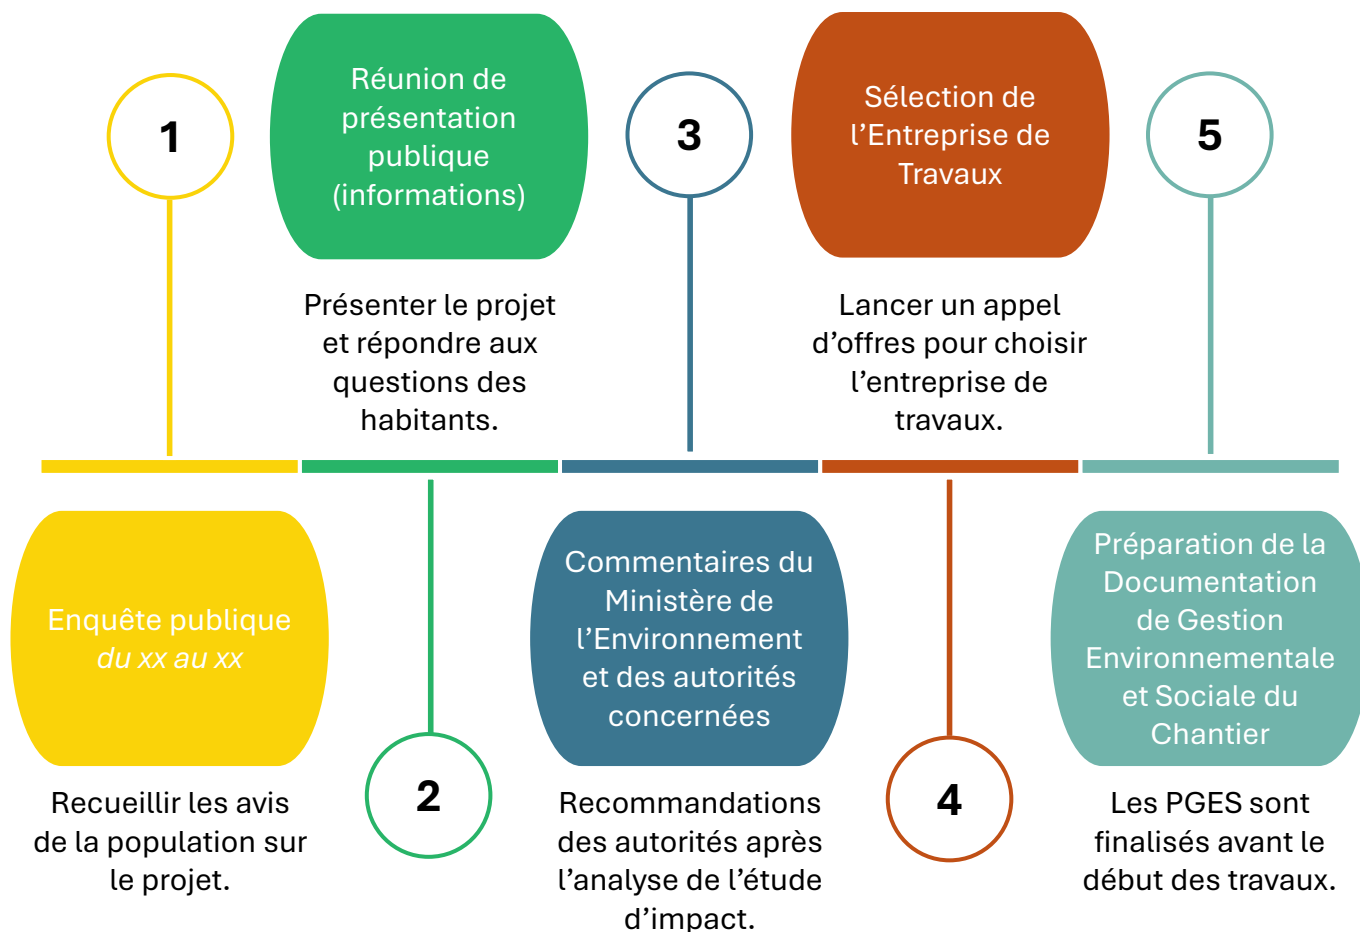 1
Enquête publique
du xx au xx
Recueillir les avis
de la population sur
le projet.
Réunion de
présentation
publique
(informations)
Présenter le projet
et répondre aux
questions des
habitants.
2
3
Commentaires du
Ministère de
l’Environnement
et des autorités
concernées
Recommandations
des autorités après
l’analyse de l’étude
d’impact.
Sélection de
l’Entreprise de
Travaux
Lancer un appel
d’offres pour choisir
l’entreprise de
travaux.
4
5
Préparation de la
Documentation
de Gestion
Environnementale
et Sociale du
Chantier
Les PGES sont
finalisés avant le
début des travaux.